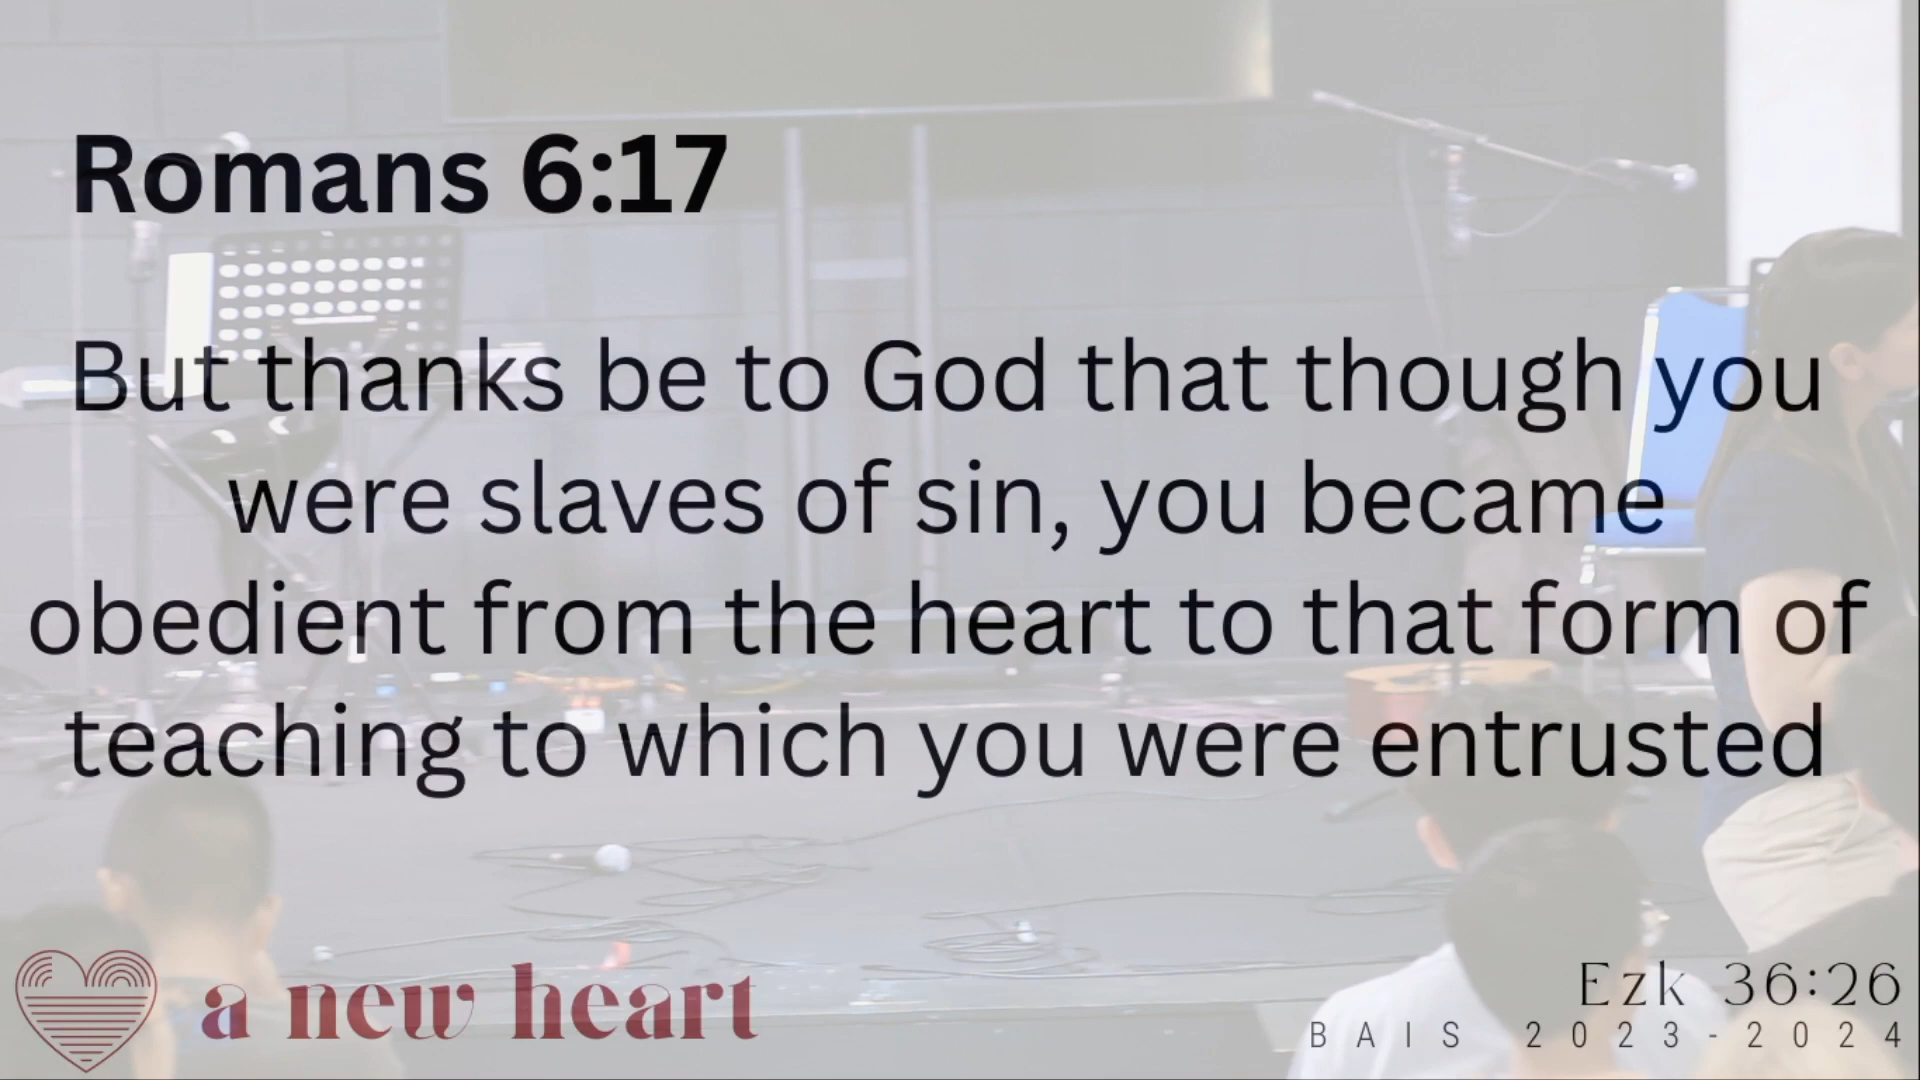 Romans 6:17
But thanks be to God that though you
were slaves of sin, you became
obedient from the heart to that form of
teaching to which you were entrusted
a new heart
Ezk 36:26
BAIS 2023-2024